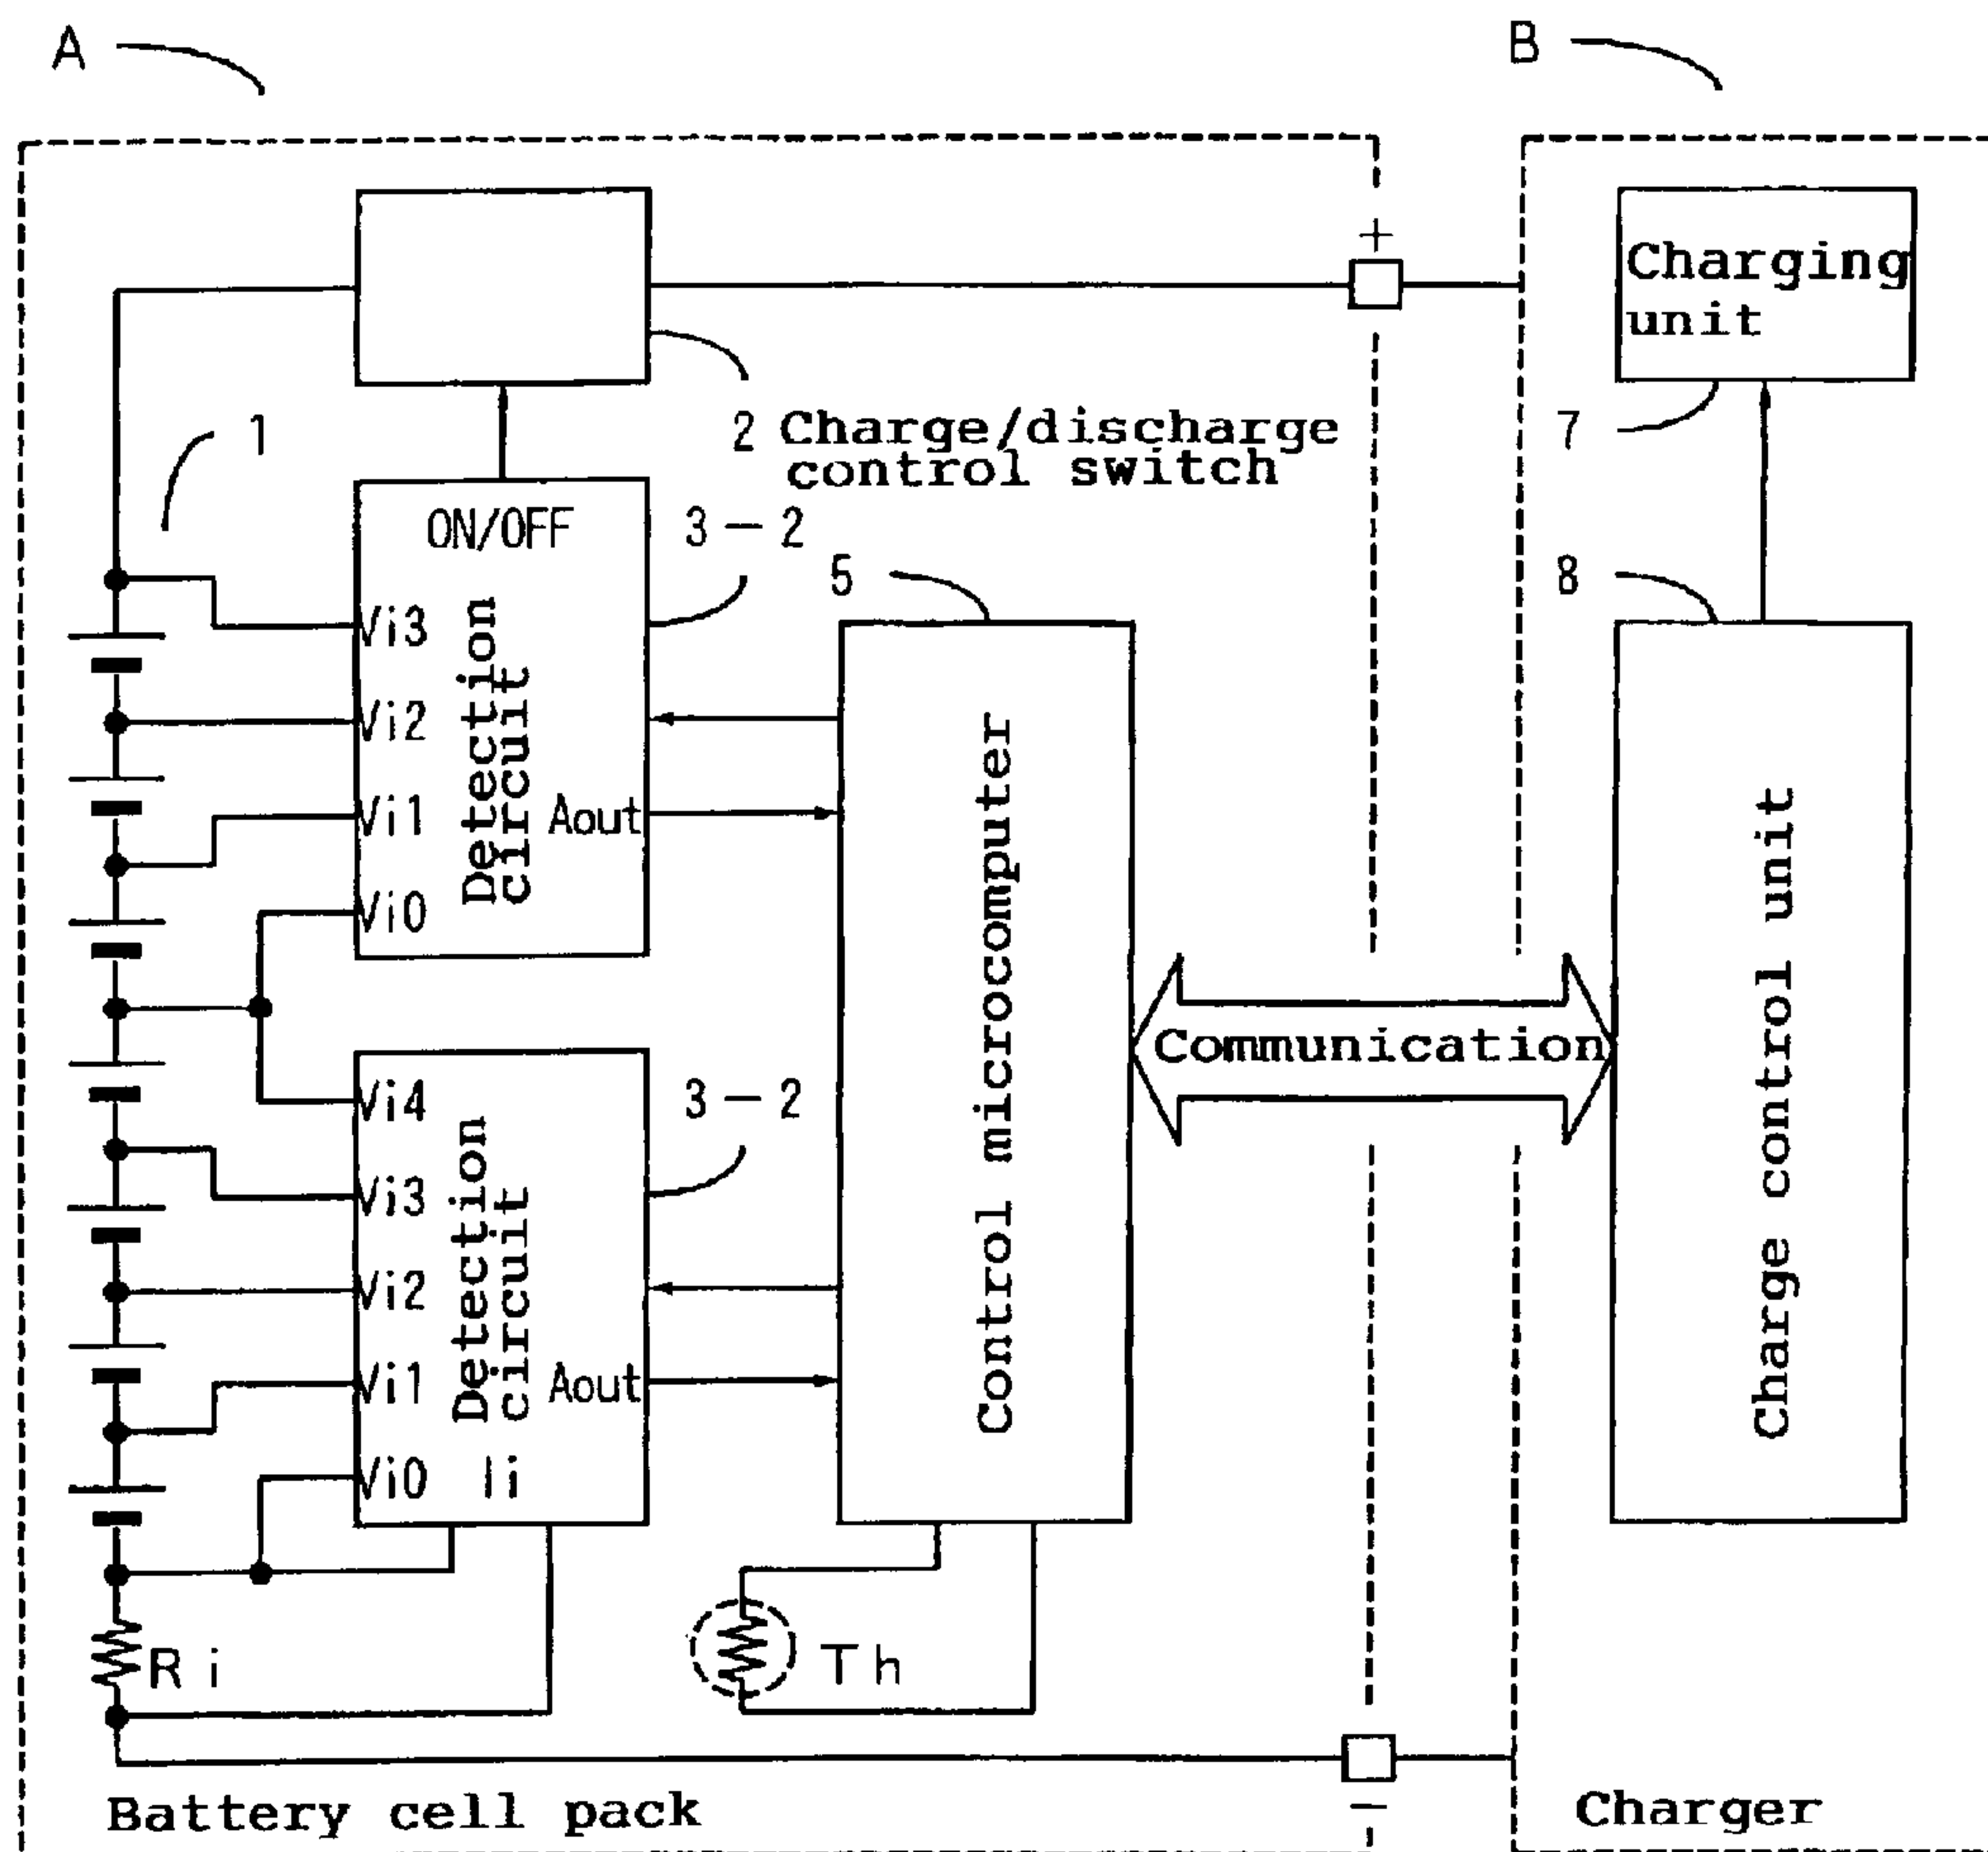 A
B
+
Charging
unit
1
2 Charge/discharge
control switch
7
ON/OFF
3-2
5
8
Vi3
Vi2
Vi1
Vi0
Detection
circuit
Aout
Control microcomputer
Communication
Charge control unit
3-2
Vi4
Vi3
Vi2
Vi1
Vi0
Detection
circuit
Aout
Ii
Ri
Th
−
Battery cell pack
Charger